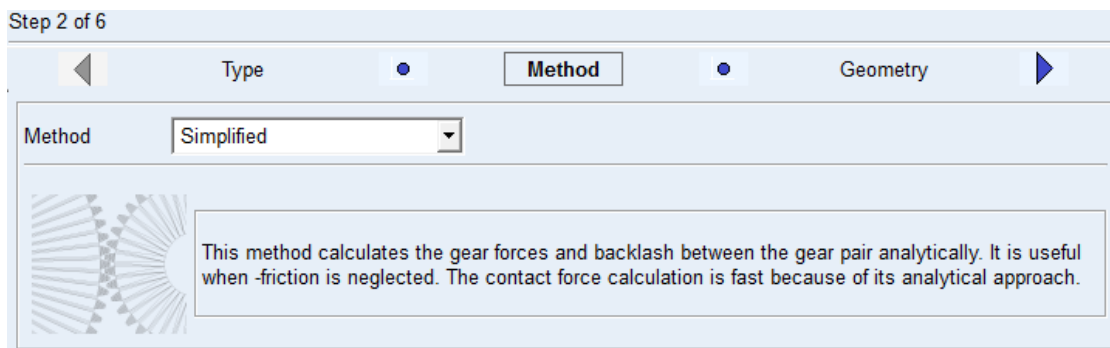 Step 2 of 6
Type Method Geometry
Method Simplified
This method calculates the gear forces and backlash between the gear pair analytically. It is useful
when -friction is neglected. The contact force calculation is fast because of its analytical approach.